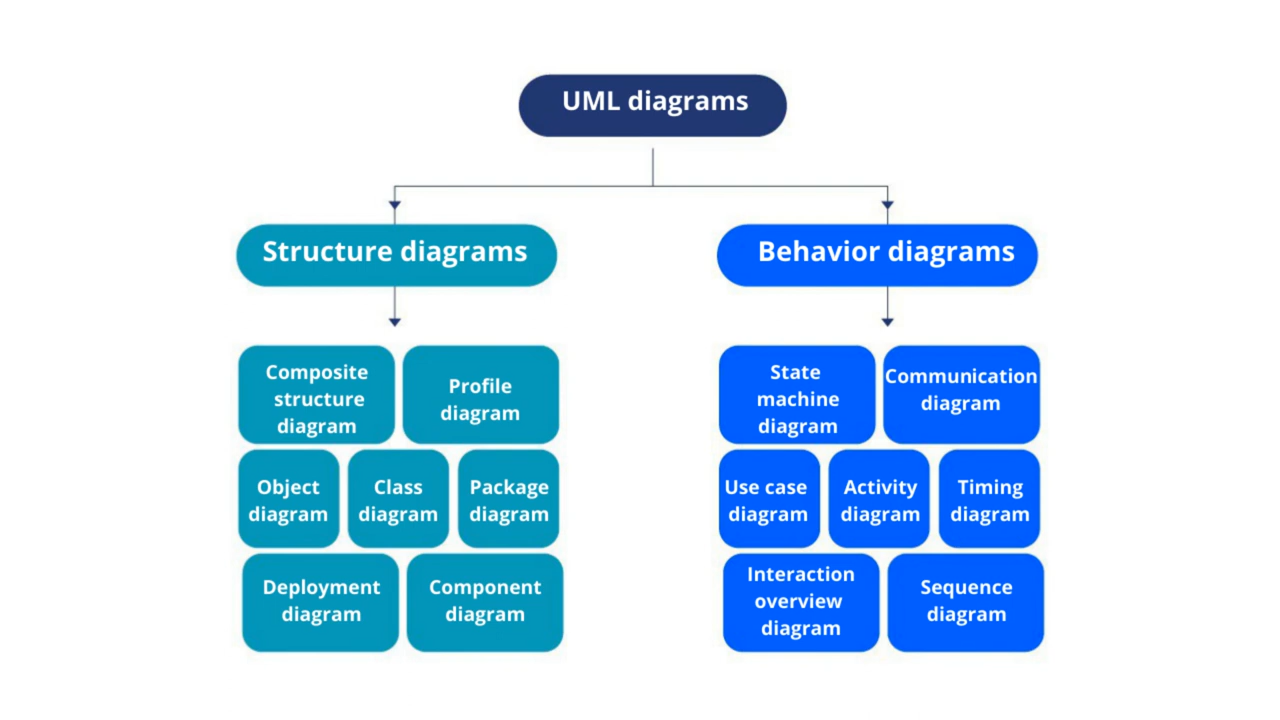 UML diagrams
Structure diagrams
Behavior diagrams
Composite
structure
diagram
Profile
diagram
Object
diagram
Class
diagram
Package
diagram
Deployment
diagram
Component
diagram
State
machine
diagram
Communication
diagram
Use case
diagram
Activity
diagram
Timing
diagram
Interaction
overview
diagram
Sequence
diagram